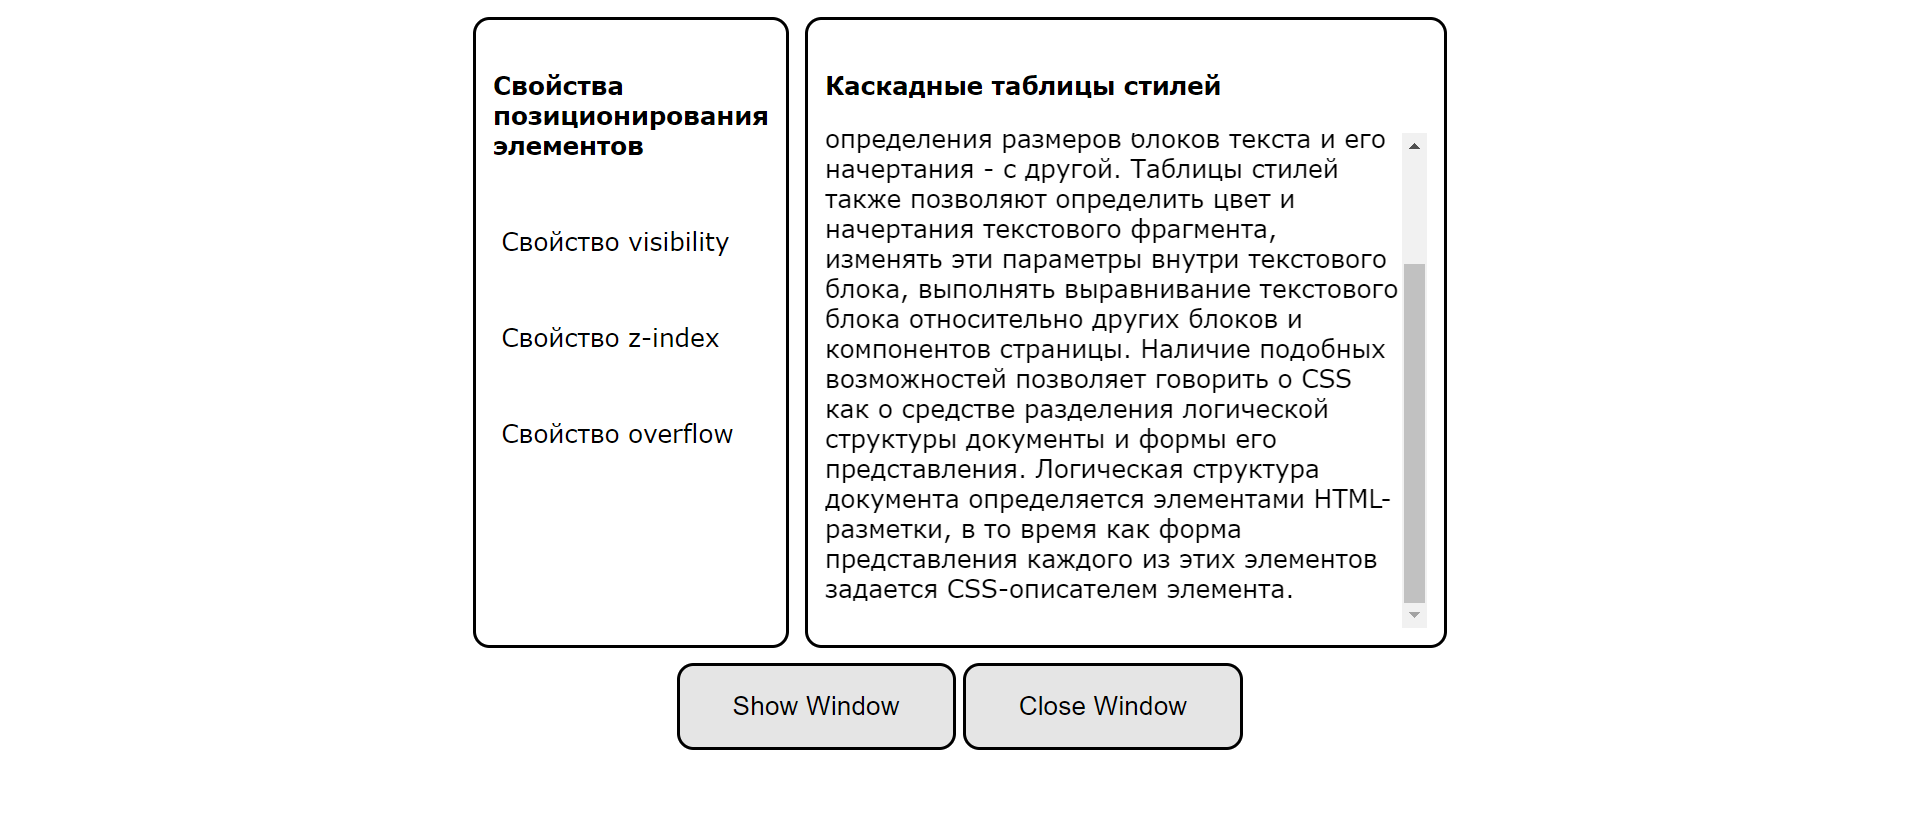 Свойства
позиционирования
элементов
Свойство visibility
Свойство z-index
Свойство overflow
Каскадные таблицы стилей
определения размеров блоков текста и его
начертания - с другой. Таблицы стилей
также позволяют определить цвет и
начертания текстового фрагмента,
изменять эти параметры внутри текстового
блока, выполнять выравнивание текстового
блока относительно других блоков и
компонентов страницы. Наличие подобных
возможностей позволяет говорить о CSS
как о средстве разделения логической
структуры документы и формы его
представления. Логическая структура
документа определяется элементами HTML-
разметки, в то время как форма
представления каждого из этих элементов
задается CSS-описателем элемента.
Show Window
Close Window